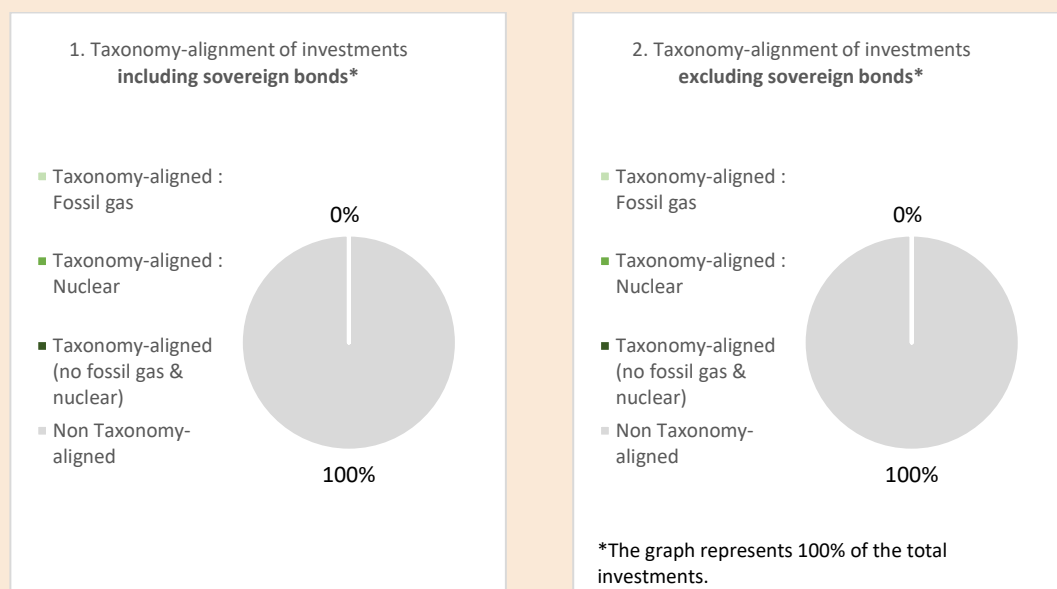 1. Taxonomy-alignment of investments
including sovereign bonds*
Taxonomy-aligned :
Fossil gas
Taxonomy-aligned :
Nuclear
Taxonomy-aligned
(no fossil gas &
nuclear)
Non Taxonomy-
aligned
0%
100%
2. Taxonomy-alignment of investments
excluding sovereign bonds*
Taxonomy-aligned :
Fossil gas
Taxonomy-aligned :
Nuclear
Taxonomy-aligned
(no fossil gas &
nuclear)
Non Taxonomy-
aligned
0%
100%
*The graph represents 100% of the total
investments.